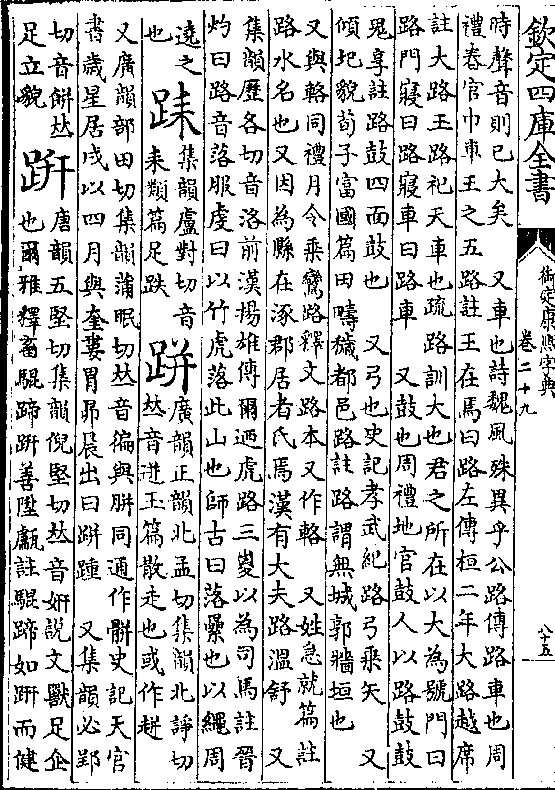 欽定四庫全書
御定康熙字典
卷二十九
八十五
時聲音則已大矣　又車也詩魏風殊異乎公路傳路車也周
禮春官巾車王之五路註王在焉曰路左傳桓二年大路越席
註大路玉路祀天車也疏路訓大也君之所在以大為號門曰
路門寢曰路寢車曰路車　又鼓也周禮地官鼓人以路鼓鼓
鬼享註路鼓四面鼓也　又弓也史記孝武紀路弓乗矢　又
傾圯貌荀子富國篇田疇穢都邑路註路謂無城郭牆垣也
又與輅同禮月令乗鸞路釋文路本又作輅　又姓急就篇註
路水名也又因為縣在涿郡居者氏焉漢有大夫路溫舒　又
集韻歷各切音洛前漢揚雄傳爾廼虎路三嵏以為司馬註晉
灼曰路音落服虔曰以竹虎落此山也師古曰落纍也以繩周
遶之
也
䟺
集韻盧對切音
耒類篇足跌
跰
廣韻正韻北孟切集韻北諍切
𠀤音迸玉篇散走也或作趚
又廣韻部田切集韻蒲眠切𠀤音徧與胼同通作骿史記天官
書歲星居戌以四月與奎婁胃昴晨出曰跰踵　又集韻必郢
切音餠𠀤
足立貌
趼
唐韻五堅切集韻倪堅切𠀤音妍説文獸足企
也爾雅釋畜騉蹄趼善陞甗註騉蹄如趼而健